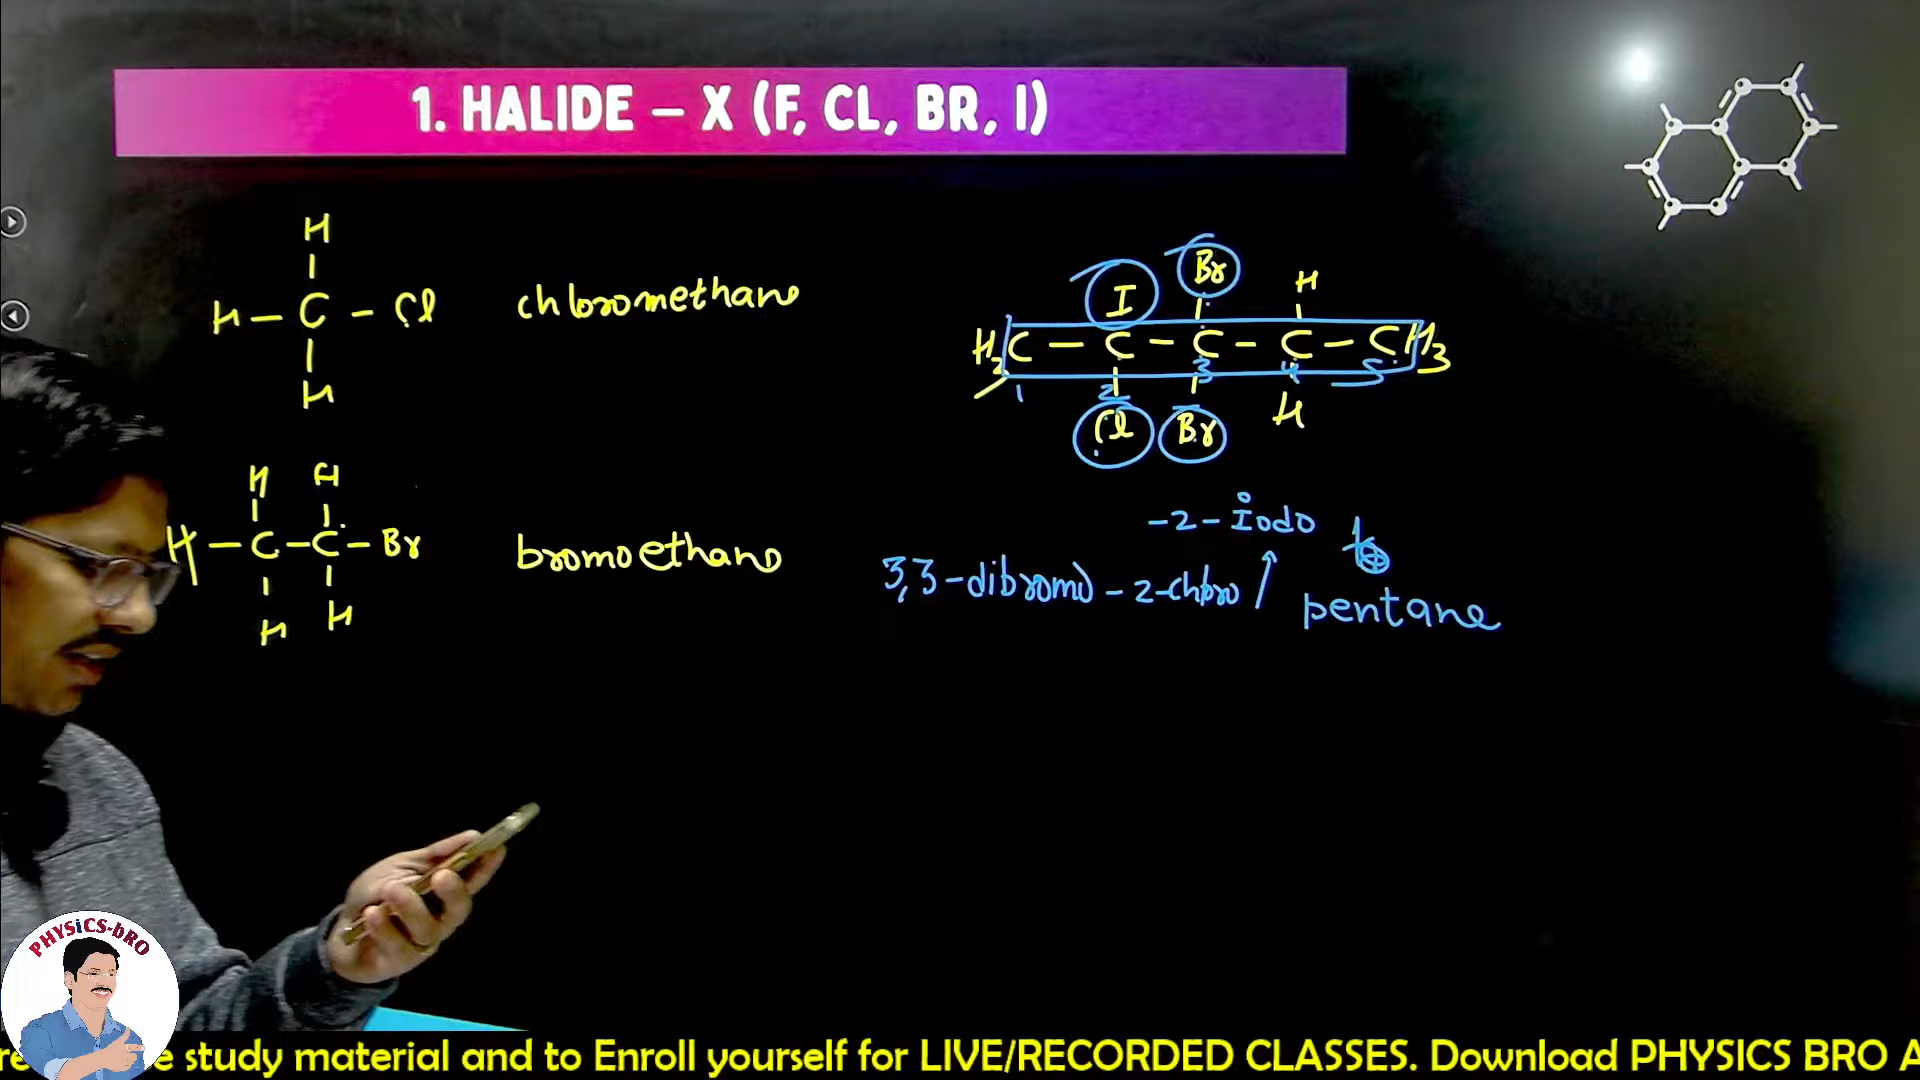 1. HALIDE – X (F, CL, BR, I)
H
H – C – Cl
H
chloromethane
H H
H – C – C – Br
H H
bromoethane
I Br H
H3C – C – C – C – CH3
1 2 3 4 5
Cl Br H
-2-Iodo
3,3-dibromo-2-chloro
pentane
PHYSiCS-bRO
study material and to Enroll yourself for LIVE/RECORDED CLASSES. Download PHYSICS BRO A